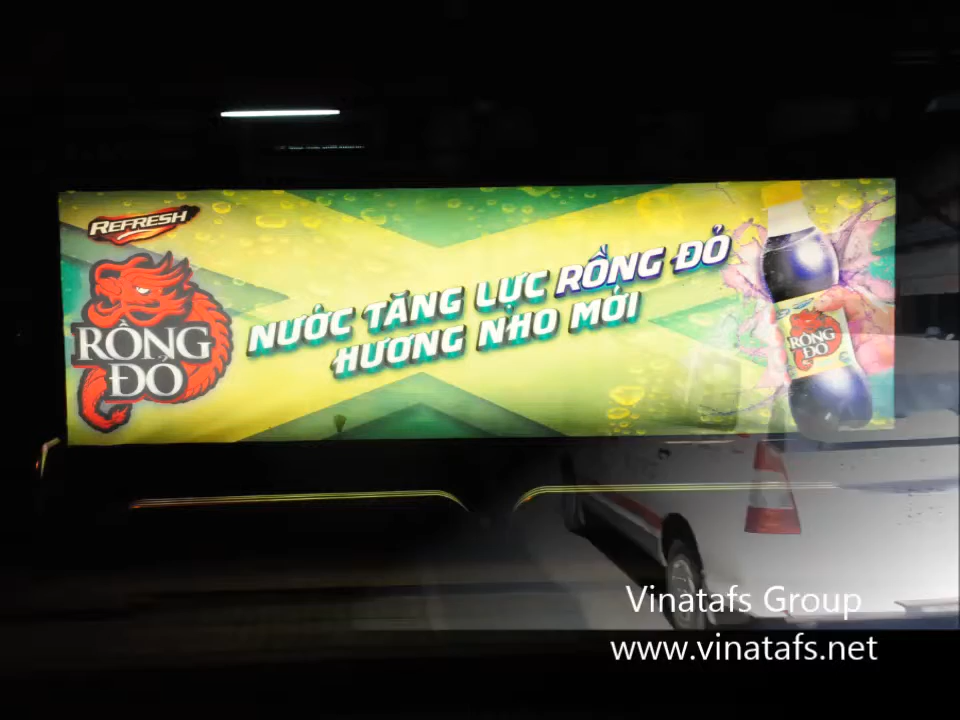 REFRESH
RỒNG
ĐỎ
NƯỚC TĂNG LỰC RỒNG ĐỎ
HƯƠNG NHO MỚI
RỒNG
ĐỎ
Vinatafs Group
www.vinatafs.net